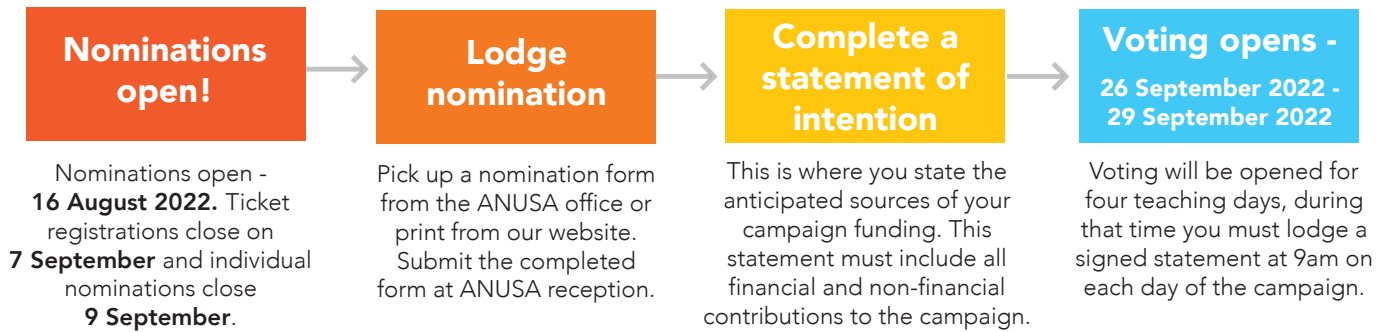 Nominations
open!
Nominations open -
16 August 2022. Ticket
registrations close on
7 September and individual
nominations close
9 September.
Lodge
nomination
Pick up a nomination form
from the ANUSA office or
print from our website.
Submit the completed
form at ANUSA reception.
Complete a
statement of
intention
This is where you state the
anticipated sources of your
campaign funding. This
statement must include all
financial and non-financial
contributions to the campaign.
Voting opens -
26 September 2022 -
29 September 2022
Voting will be opened for
four teaching days, during
that time you must lodge a
signed statement at 9am on
each day of the campaign.